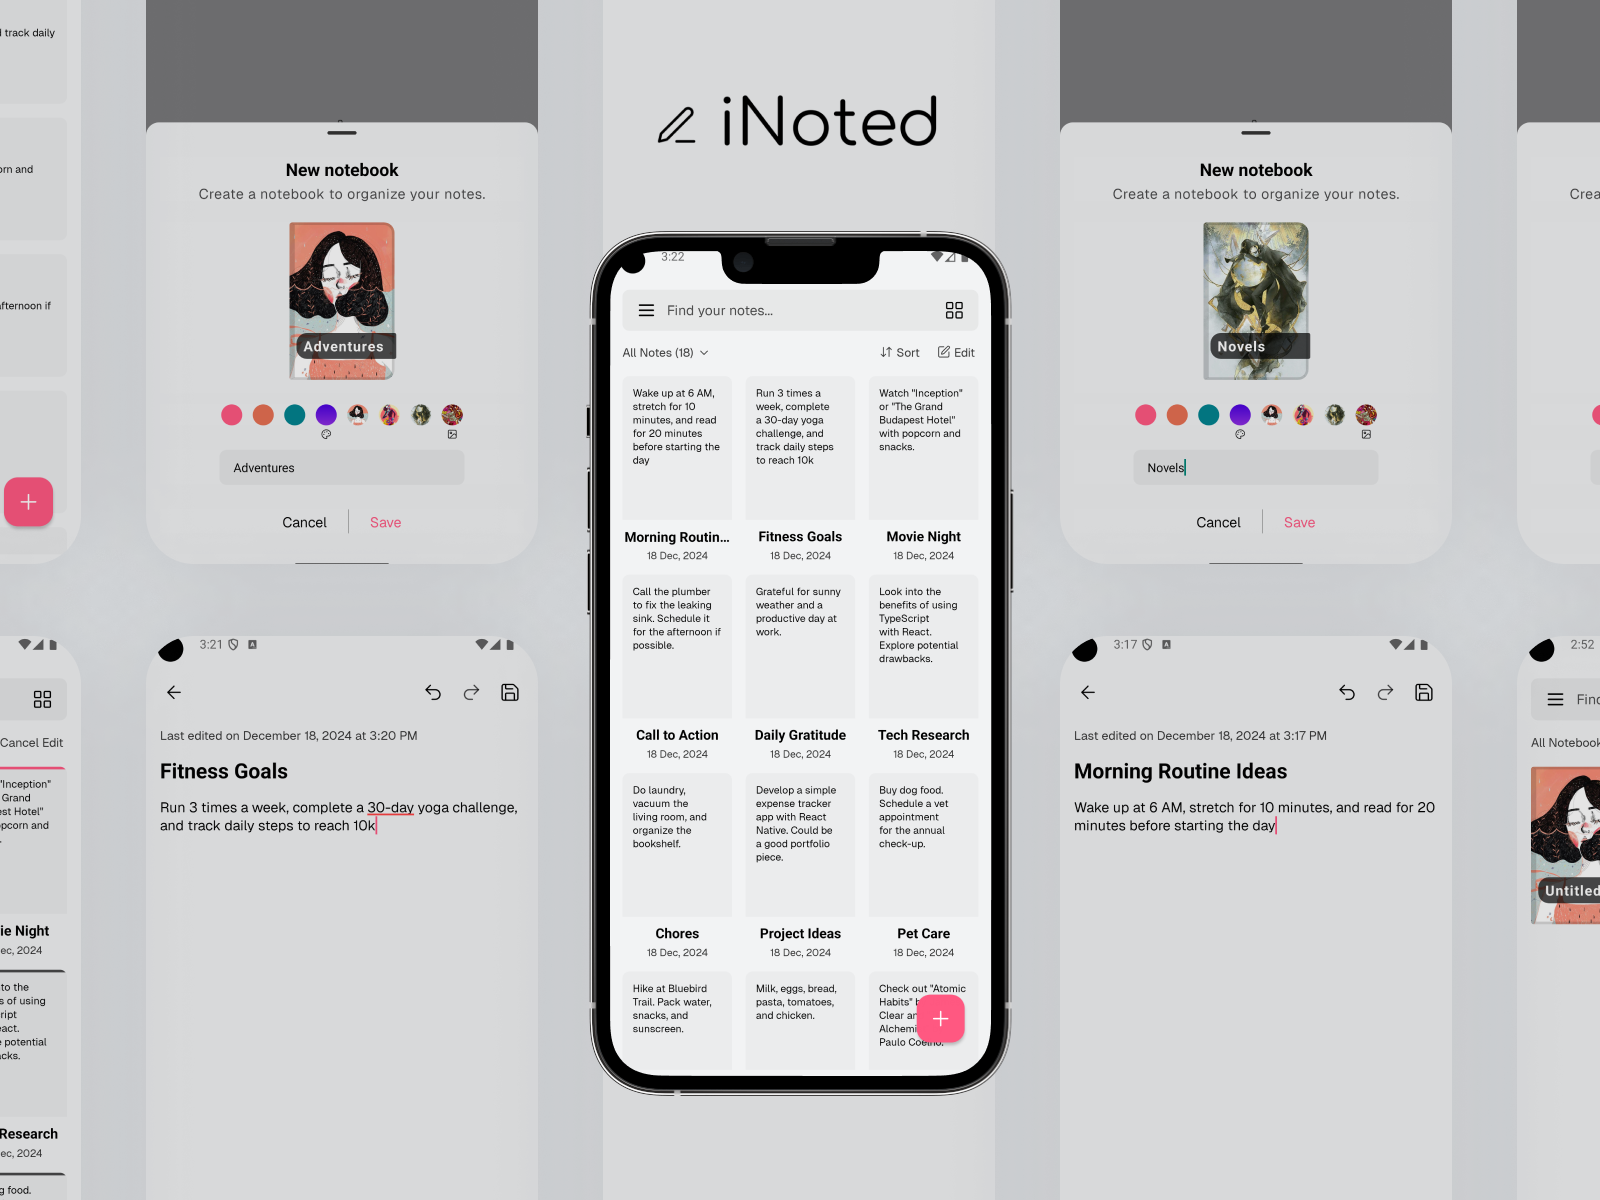 l track daily
orn and
afternoon if
New notebook
Create a notebook to organize your notes.
Adventures
Adventures
Cancel
Save
iNoted
3:22
Find your notes...
All Notes (18)
Sort
Edit
Wake up at 6 AM,
stretch for 10
minutes, and read
for 20 minutes
before starting the
day
Morning Routin...
18 Dec, 2024
Run 3 times a
week, complete
a 30-day yoga
challenge, and
track daily steps
to reach 10k
Fitness Goals
18 Dec, 2024
Watch "Inception"
or "The Grand
Budapest Hotel"
with popcorn and
snacks.
Movie Night
18 Dec, 2024
Call the plumber
to fix the leaking
sink. Schedule it
for the afternoon if
possible.
Call to Action
18 Dec, 2024
Grateful for sunny
weather and a
productive day at
work.
Daily Gratitude
18 Dec, 2024
Look into the
benefits of using
TypeScript
with React.
Explore potential
drawbacks.
Tech Research
18 Dec, 2024
Do laundry,
vacuum the
living room, and
organize the
bookshelf.
Chores
18 Dec, 2024
Develop a simple
expense tracker
app with React
Native. Could be
a good portfolio
piece.
Project Ideas
18 Dec, 2024
Buy dog food.
Schedule a vet
appointment
for the annual
check-up.
Pet Care
18 Dec, 2024
Hike at Bluebird
Trail. Pack water,
snacks, and
sunscreen.
Milk, eggs, bread,
pasta, tomatoes,
and chicken.
Check out "Atomic
Habits"
Clear
Alchemi
Paulo Coelho.
New notebook
Create a notebook to organize your notes.
Novels
Novels
Cancel
Save
Crea
Cancel Edit
"Inception"
Grand
est Hotel"
pcorn and
ie Night
ec, 2024
to the
s of using
ript
eact.
e potential
acks.
Research
ec, 2024
g food.
3:21
Last edited on December 18, 2024 at 3:20 PM
Fitness Goals
Run 3 times a week, complete a 30-day yoga challenge,
and track daily steps to reach 10k
3:17
Last edited on December 18, 2024 at 3:17 PM
Morning Routine Ideas
Wake up at 6 AM, stretch for 10 minutes, and read for 20
minutes before starting the day
2:52
Find
All Notebook
Untitled